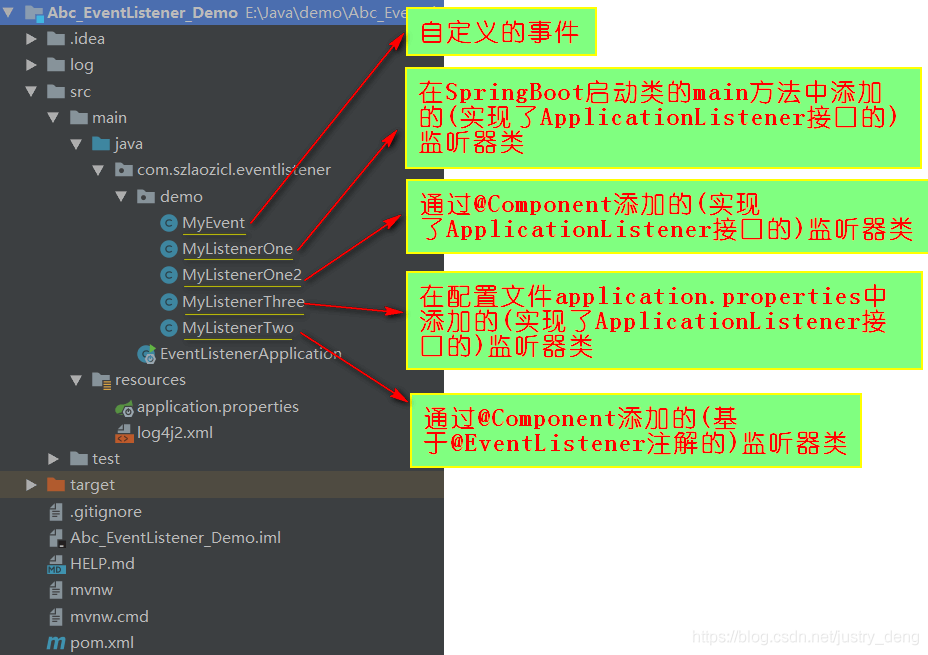 Abc_EventListener_Demo E:\Java\demo\Abc_Eve
.idea
log
src
main
java
com.szlaozicl.eventlistener
demo
MyEvent
MyListenerOne
MyListenerOne2
MyListenerThree
MyListenerTwo
EventListenerApplication
resources
application.properties
log4j2.xml
test
target
.gitignore
Abc_EventListener_Demo.iml
HELP.md
mvnw
mvnw.cmd
pom.xml
自定义的事件
在SpringBoot启动类的main方法中添加
的(实现了ApplicationListener接口的)
监听器类
通过@Component添加的(实现
了ApplicationListener接口的)监听器类
在配置文件application.properties中
添加的(实现了ApplicationListener接
口的)监听器类
通过@Component添加的(基
于@EventListener注解的)监听器类
https://blog.csdn.net/justry_deng